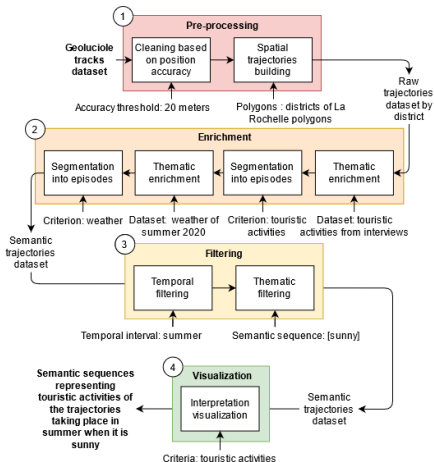 1
Pre-processing
Geoluciole
tracks
dataset
Cleaning based
on position
accuracy
Spatial
trajectories
building
Accuracy threshold: 20 meters
Polygons : districts of La
Rochelle polygons
Raw
trajectories
dataset by
district
2
Enrichment
Segmentation
into episodes
Thematic
enrichment
Segmentation
into episodes
Thematic
enrichment
Criterion: weather
Dataset: weather of
summer 2020
Criterion: touristic
activities
Dataset: touristic
activities from interviews
Semantic
trajectories
dataset
3
Filtering
Temporal
filtering
Thematic
filtering
Temporal interval: summer
Semantic sequence: [sunny]
4
Visualization
Interpretation
visualization
Criteria: touristic activities
Semantic
trajectories
dataset
Semantic sequences
representing
touristic activities of
the trajectories
taking place in
summer when it is
sunny